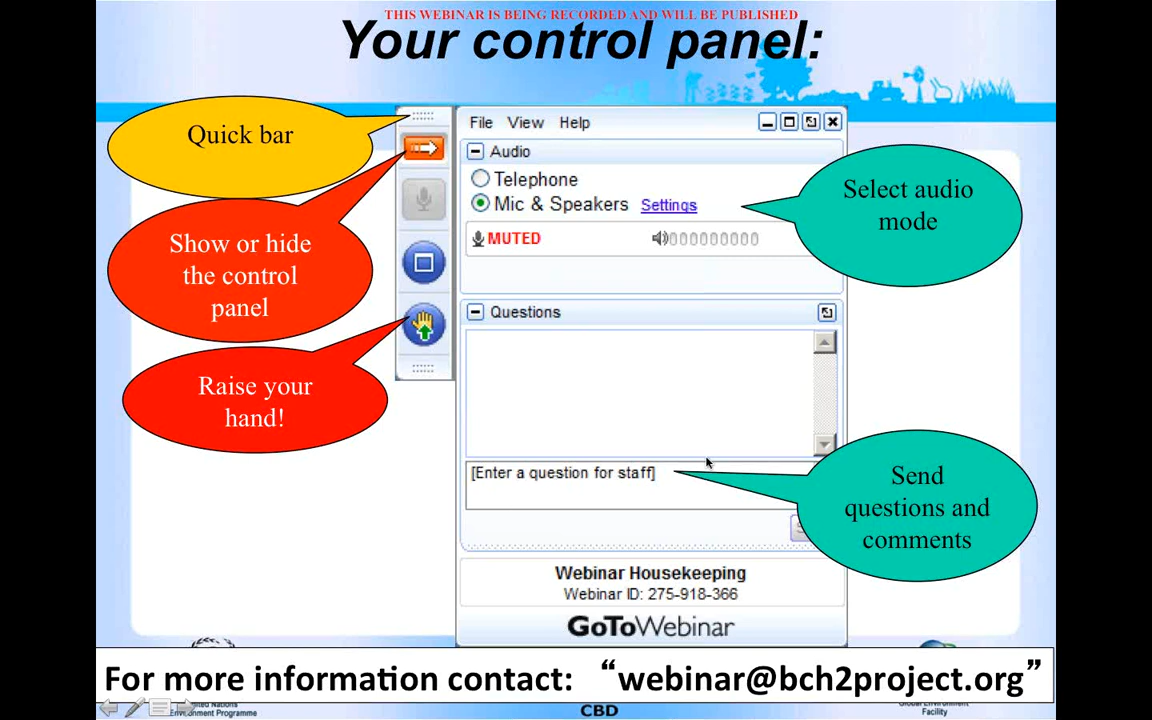 THIS WEBINAR IS BEING RECORDED AND WILL BE PUBLISHED
Your control panel:
Quick bar
Show or hide
the control
panel
Raise your
hand!
File View Help
Audio
Telephone
Mic & Speakers Settings
MUTED
Select audio
mode
Questions
[Enter a question for staff]
Send
questions and
comments
Webinar Housekeeping
Webinar ID: 275-918-366
GoToWebinar
For more information contact: “webinar@bch2project.org”
Environment Programme
CBD
Facility